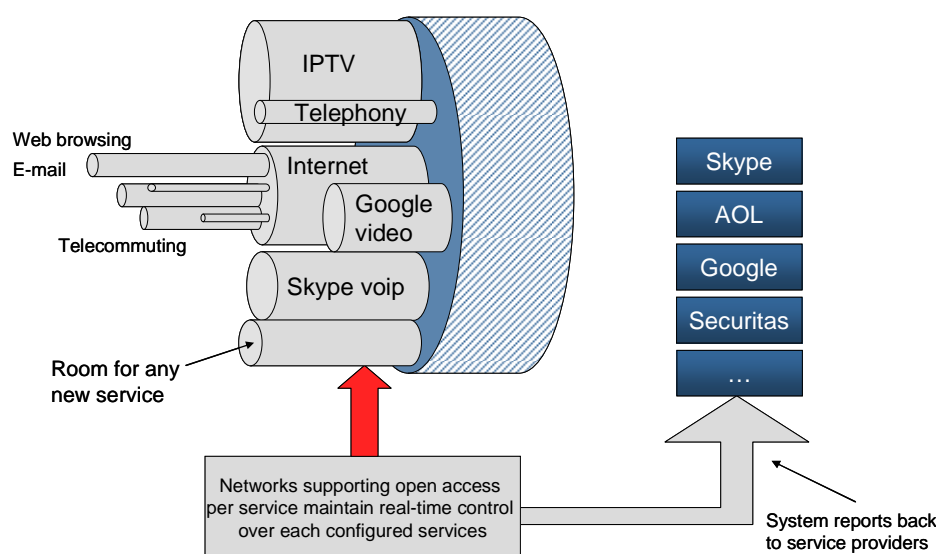 IPTV
Telephony
Web browsing
E-mail
Internet
Google
video
Telecommuting
Skype voip
Room for any
new service
Networks supporting open access
per service maintain real-time control
over each configured services
Skype
AOL
Google
Securitas
...
System reports back
to service providers